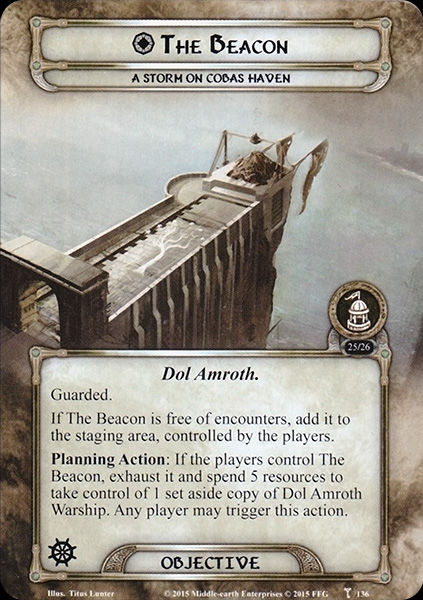 The Beacon
A Storm on Cobas Haven
25/26
Dol Amroth.
Guarded.
If The Beacon is free of encounters, add it to
the staging area, controlled by the players.
Planning Action: If the players control The
Beacon, exhaust it and spend 5 resources to
take control of 1 set aside copy of Dol Amroth
Warship. Any player may trigger this action.
OBJECTIVE
Illus. Titus Lunter
© 2015 Middle-earth Enterprises © 2015 FFG
136